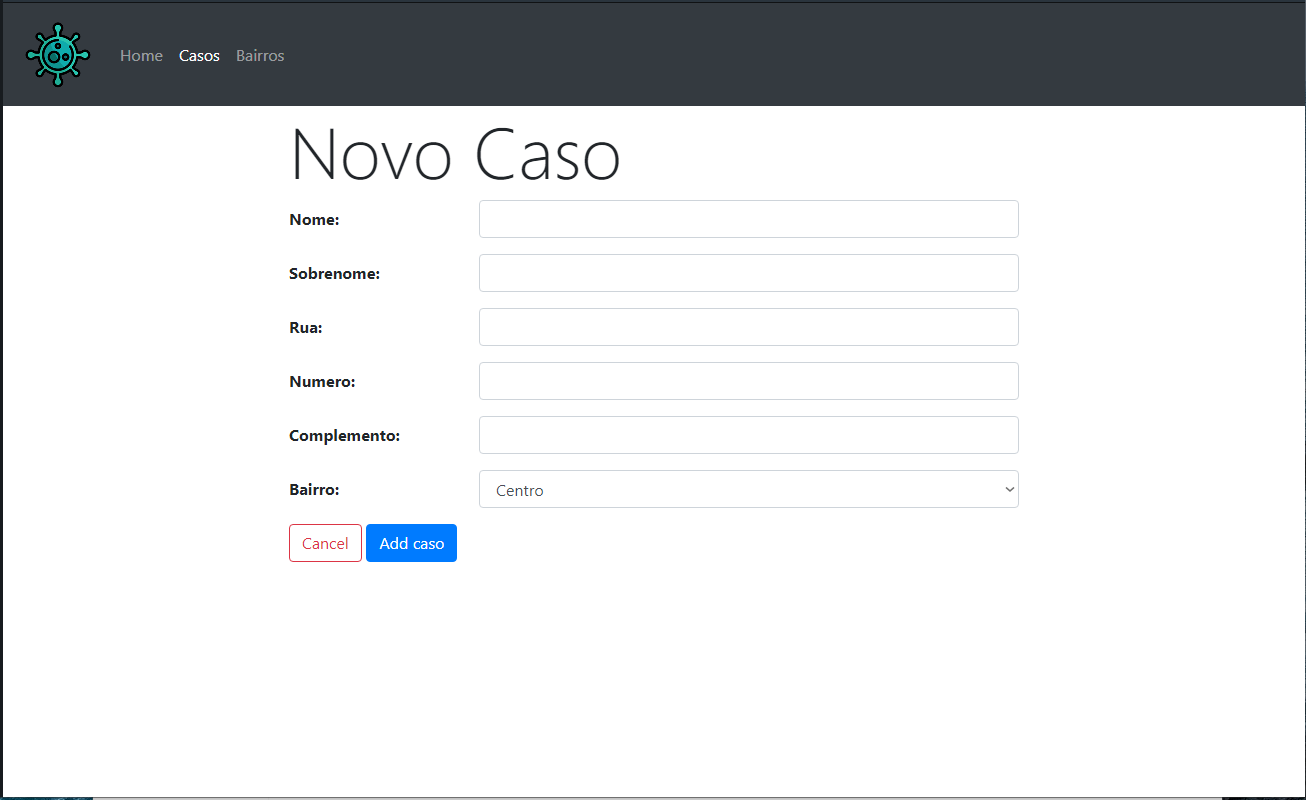 Home Casos Bairros
Novo Caso
Nome:
Sobrenome:
Rua:
Numero:
Complemento:
Bairro: Centro
Cancel Add caso